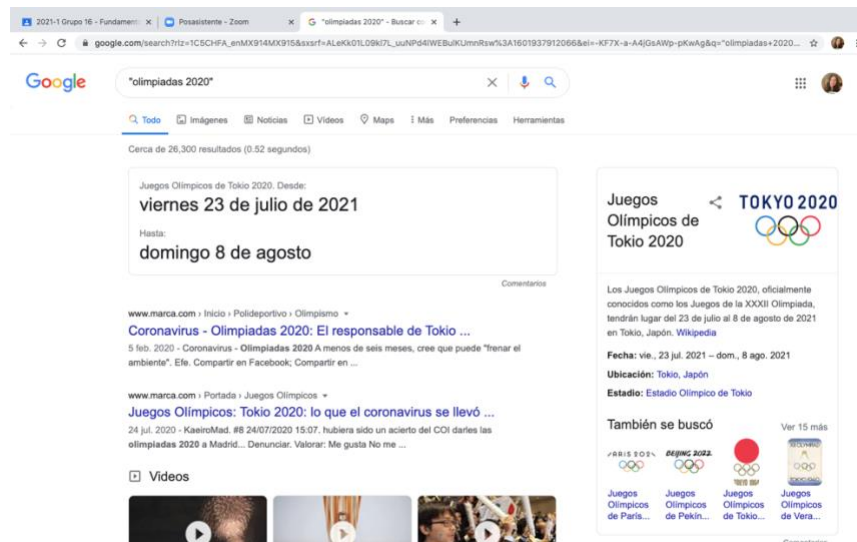 2021-1 Grupo 16 - Fundament
Posasistente - Zoom
"olimpiadas 2020" - Buscar co
google.com/search?rlz=1C5CHFA_enMX914MX915&sxsrf=
Google
"olimpiadas 2020"
Todo Imágenes Noticias Videos Maps Más Preferencias Herramientas
Cerca de 26,300 resultados (0.52 segundos)
Juegos Olímpicos de Tokio 2020. Desde:
viernes 23 de julio de 2021
Hasta:
domingo 8 de agosto
Comentarios
www.marca.com › Inicio › Polideportivo › Olimpismo
Coronavirus - Olimpiadas 2020: El responsable de Tokio ...
5 feb. 2020 - Coronavirus - Olimpiadas 2020 A menos de seis meses, cree que puede "frenar el
ambiente". Efe. Compartir en Facebook; Compartir en ...
www.marca.com › Portada › Juegos Olímpicos
Juegos Olímpicos: Tokio 2020: lo que el coronavirus se llevó ...
24 jul. 2020 - KaeiroMad. #8 24/07/2020 15:07. hubiera sido un acierto del COI darles las
olimpiadas 2020 a Madrid... Denunciar. Valorar: Me gusta No me ...
Videos
Juegos
Olímpicos de
Tokio 2020
TOKYO 2020
Los Juegos Olímpicos de Tokio 2020, oficialmente
conocidos como los Juegos de la XXXII Olimpiada,
tendrán lugar del 23 de julio al 8 de agosto de 2021
en Tokio, Japón. Wikipedia
Fecha: vie., 23 jul. 2021 – dom., 8 ago. 2021
Ubicación: Tokio, Japón
Estadio: Estadio Olímpico de Tokio
También se buscó
Ver 15 más
BEIJING 2022
Juegos Olímpicos de París...
Juegos Olímpicos de Pekín...
Juegos Olímpicos de Tokio...
Juegos Olímpicos de Vera...
Comentarios